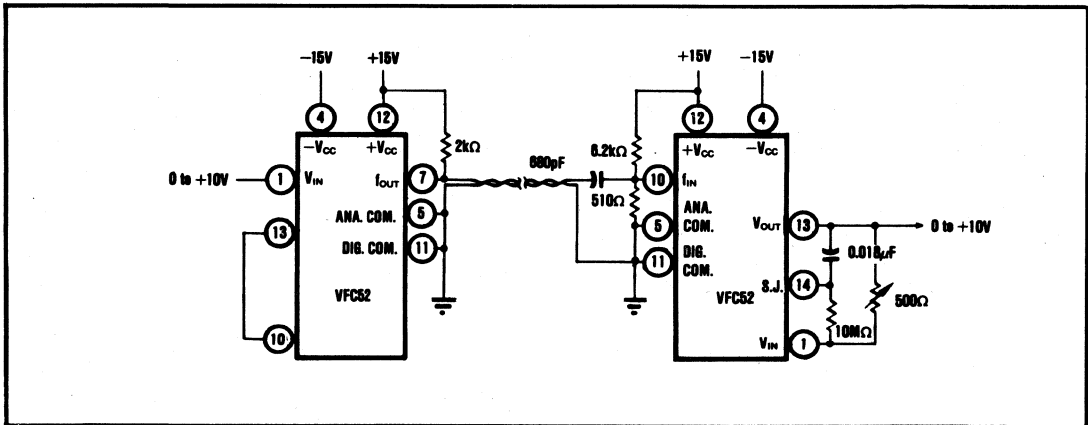 −15V
+15V
4
12
−VCC
+VCC
2kΩ
0 to +10V
1
VIN
fOUT
7
13
ANA. COM.
5
DIG. COM.
11
VFC52
10
680pF
+15V
−15V
12
4
6.2kΩ
+VCC
−VCC
10
fIN
510Ω
5
ANA.
COM.
VOUT
13
0 to +10V
11
DIG.
COM.
0.018μF
VFC52
S.J.
14
500Ω
10MΩ
VIN
1